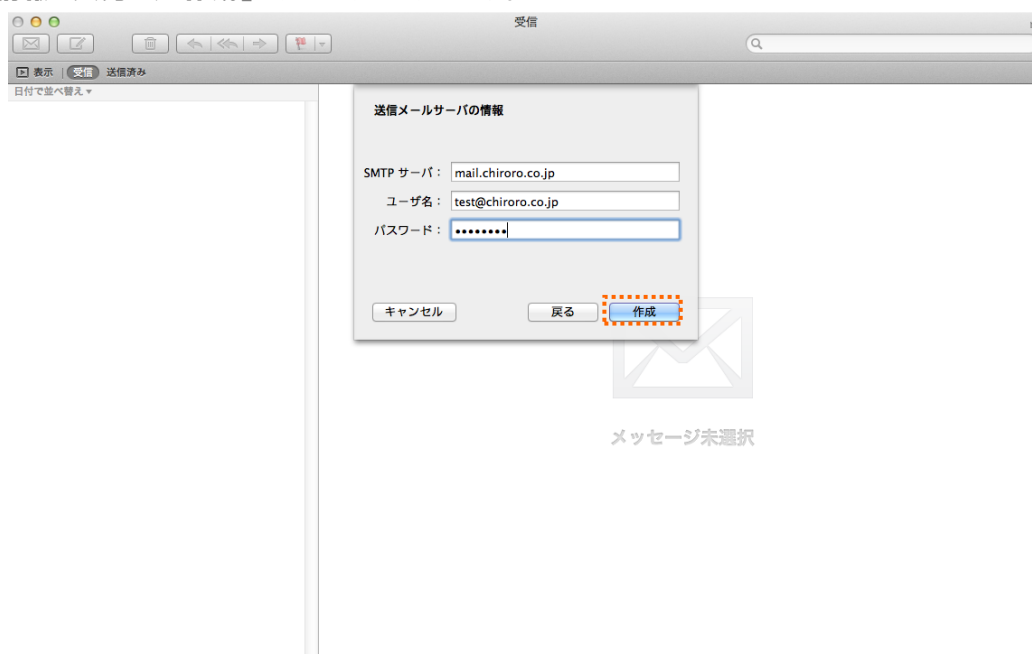 受信
表示 | 受信 送信済み
日付で並べ替え
送信メールサーバの情報
SMTP サーバ： mail.chiroro.co.jp
ユーザ名： test@chiroro.co.jp
パスワード： ••••••••
キャンセル 戻る 作成
メッセージ未選択